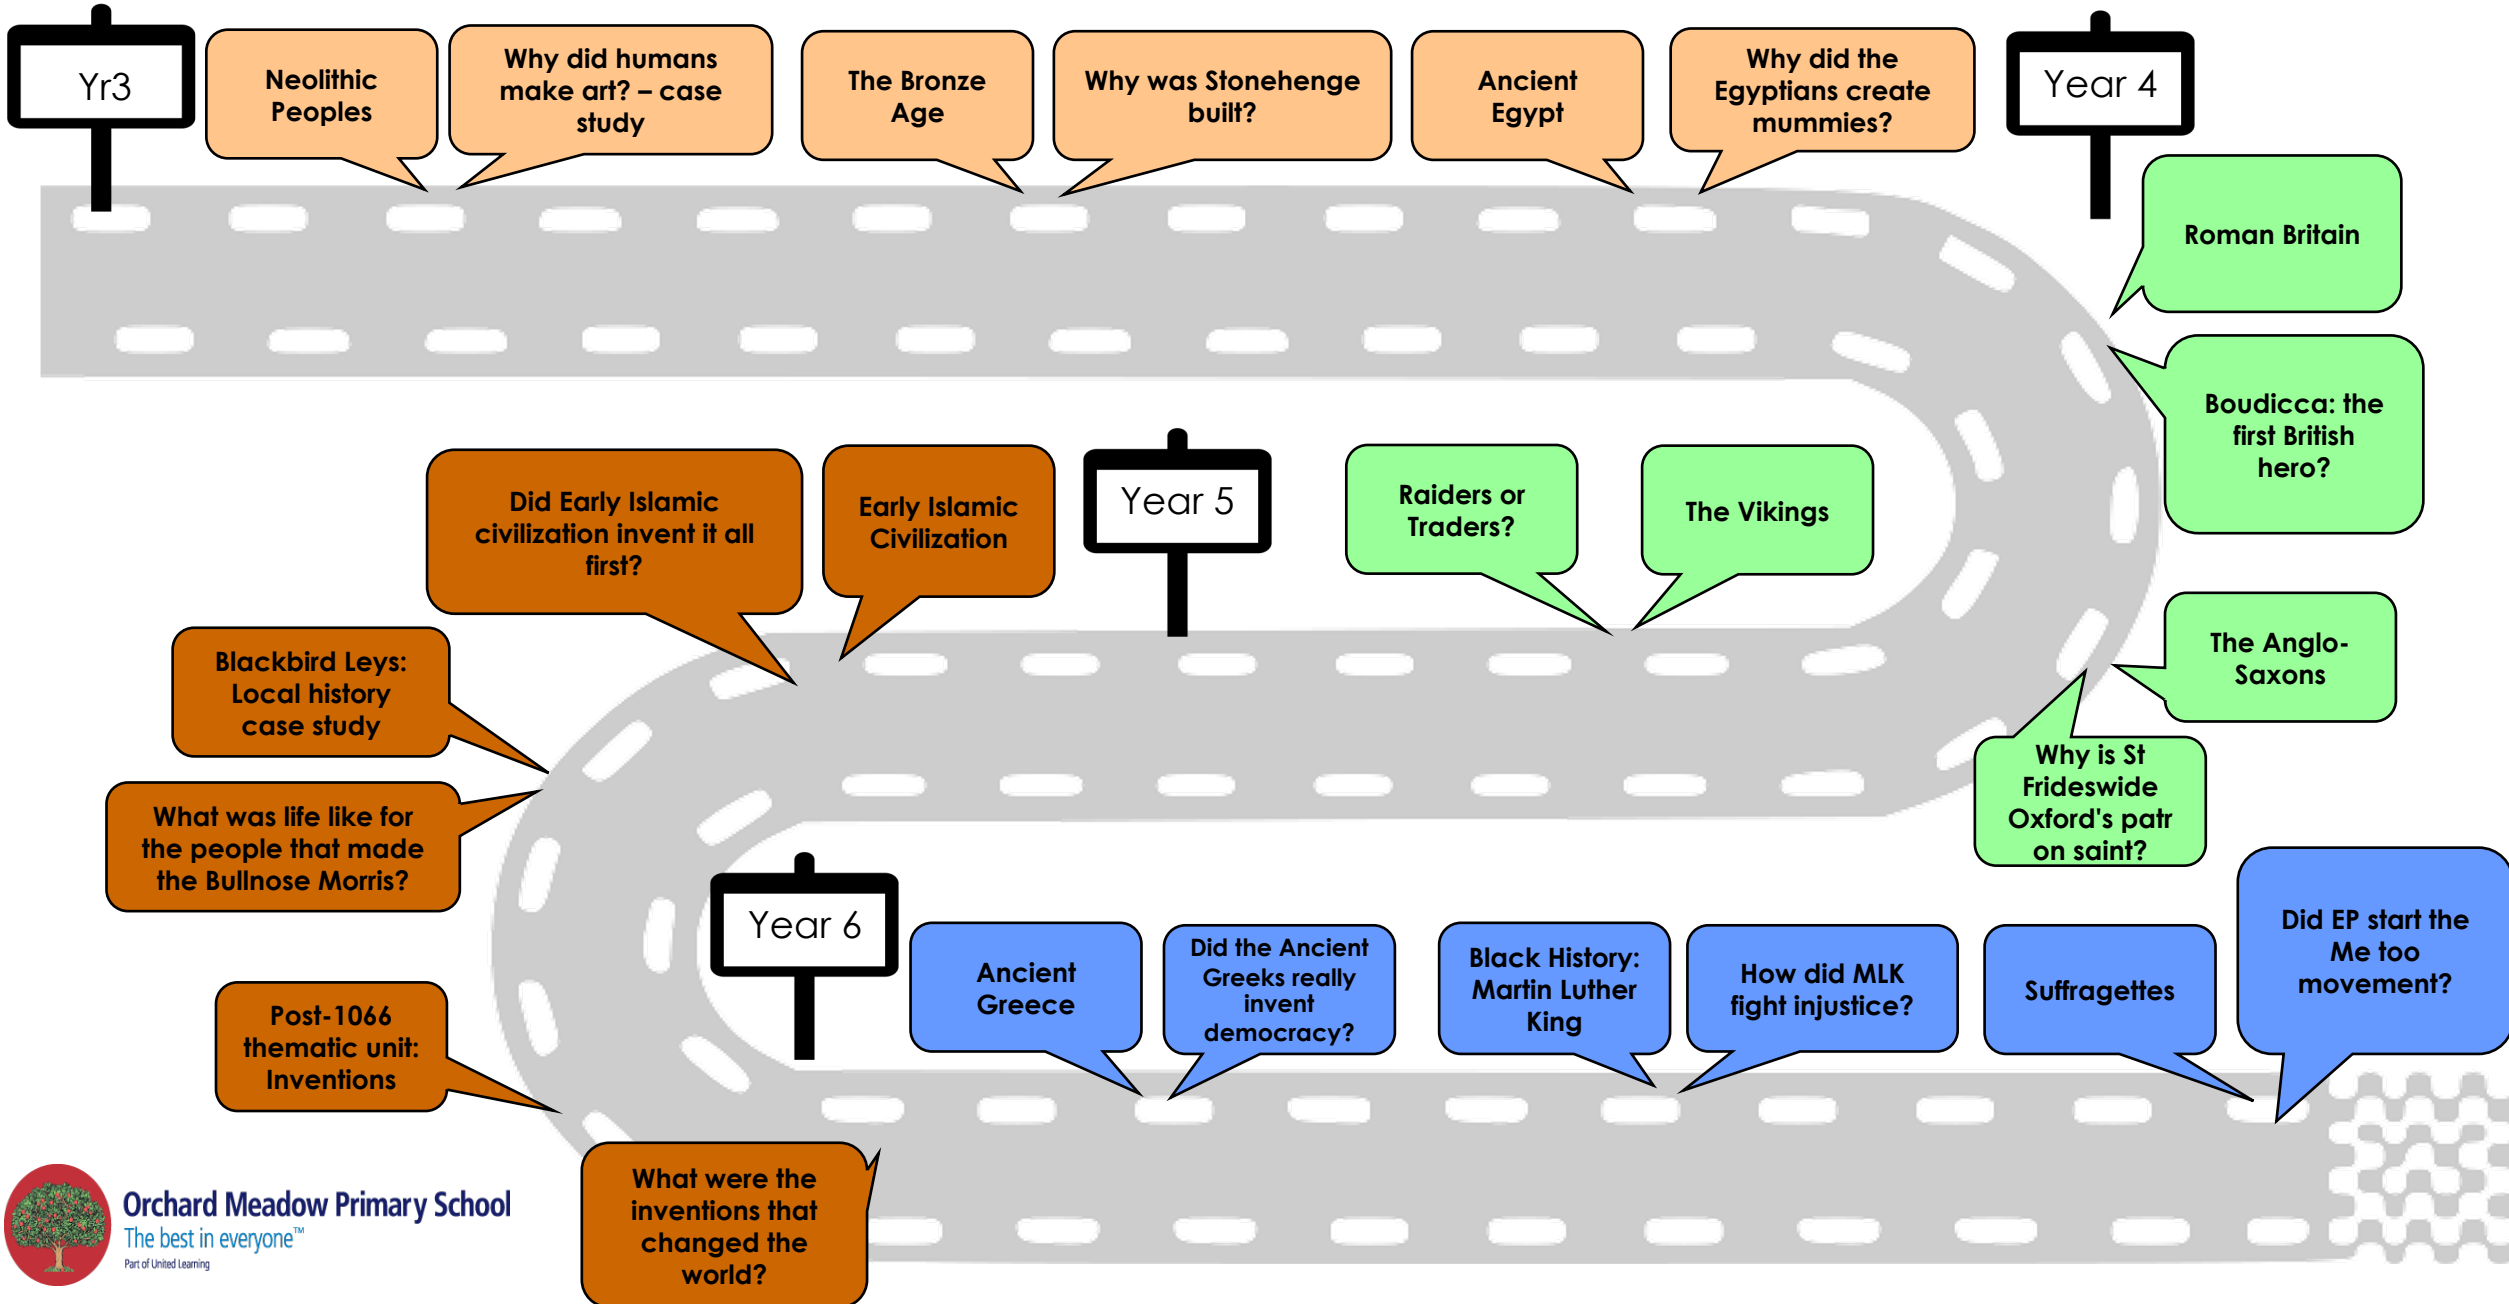 Yr3
Neolithic
Peoples
Why did humans
make art? – case
study
The Bronze
Age
Why was Stonehenge
built?
Ancient
Egypt
Why did the
Egyptians create
mummies?
Year 4
Roman Britain
Boudicca: the
first British
hero?
The Anglo-
Saxons
Why is St
Frideswide
Oxford's patr
on saint?
The Vikings
Raiders or
Traders?
Year 5
Early Islamic
Civilization
Did Early Islamic
civilization invent it all
first?
Blackbird Leys:
Local history
case study
What was life like for
the people that made
the Bullnose Morris?
Post-1066
thematic unit:
Inventions
What were the
inventions that
changed the
world?
Year 6
Ancient
Greece
Did the Ancient
Greeks really
invent
democracy?
Black History:
Martin Luther
King
How did MLK
fight injustice?
Suffragettes
Did EP start the
Me too
movement?
Orchard Meadow Primary School
The best in everyone™
Part of United Learning